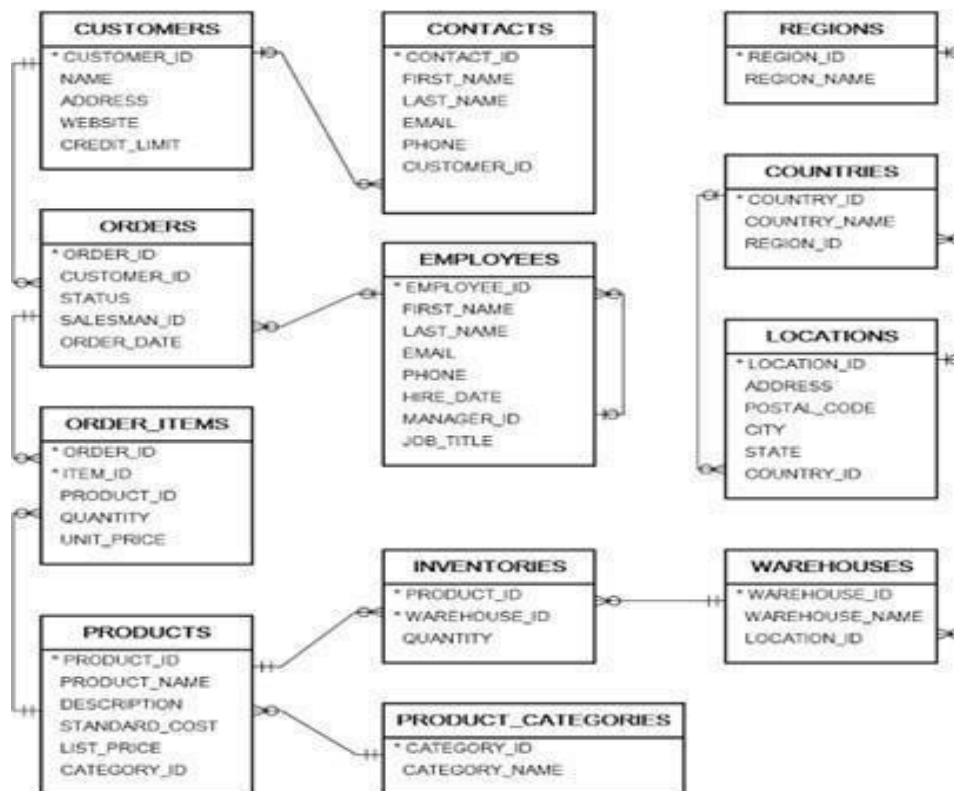 CUSTOMERS
* CUSTOMER_ID
NAME
ADDRESS
WEBSITE
CREDIT_LIMIT
CONTACTS
* CONTACT_ID
FIRST_NAME
LAST_NAME
EMAIL
PHONE
CUSTOMER_ID
REGIONS
* REGION_ID
REGION_NAME
COUNTRIES
* COUNTRY_ID
COUNTRY_NAME
REGION_ID
ORDERS
* ORDER_ID
CUSTOMER_ID
STATUS
SALESMAN_ID
ORDER_DATE
EMPLOYEES
* EMPLOYEE_ID
FIRST_NAME
LAST_NAME
EMAIL
PHONE
HIRE_DATE
MANAGER_ID
JOB_TITLE
LOCATIONS
* LOCATION_ID
ADDRESS
POSTAL_CODE
CITY
STATE
COUNTRY_ID
ORDER_ITEMS
* ORDER_ID
* ITEM_ID
PRODUCT_ID
QUANTITY
UNIT_PRICE
INVENTORIES
* PRODUCT_ID
* WAREHOUSE_ID
QUANTITY
WAREHOUSES
* WAREHOUSE_ID
WAREHOUSE_NAME
LOCATION_ID
PRODUCTS
* PRODUCT_ID
PRODUCT_NAME
DESCRIPTION
STANDARD_COST
LIST_PRICE
CATEGORY_ID
PRODUCT_CATEGORIES
* CATEGORY_ID
CATEGORY_NAME